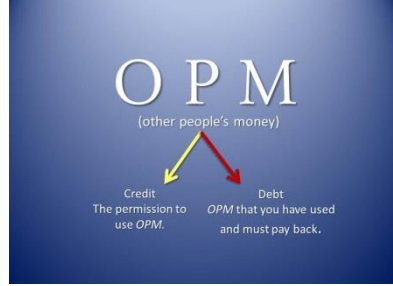 O P M
(other people's money)
Credit
The permission to
use OPM.
Debt
OPM that you have used
and must pay back.